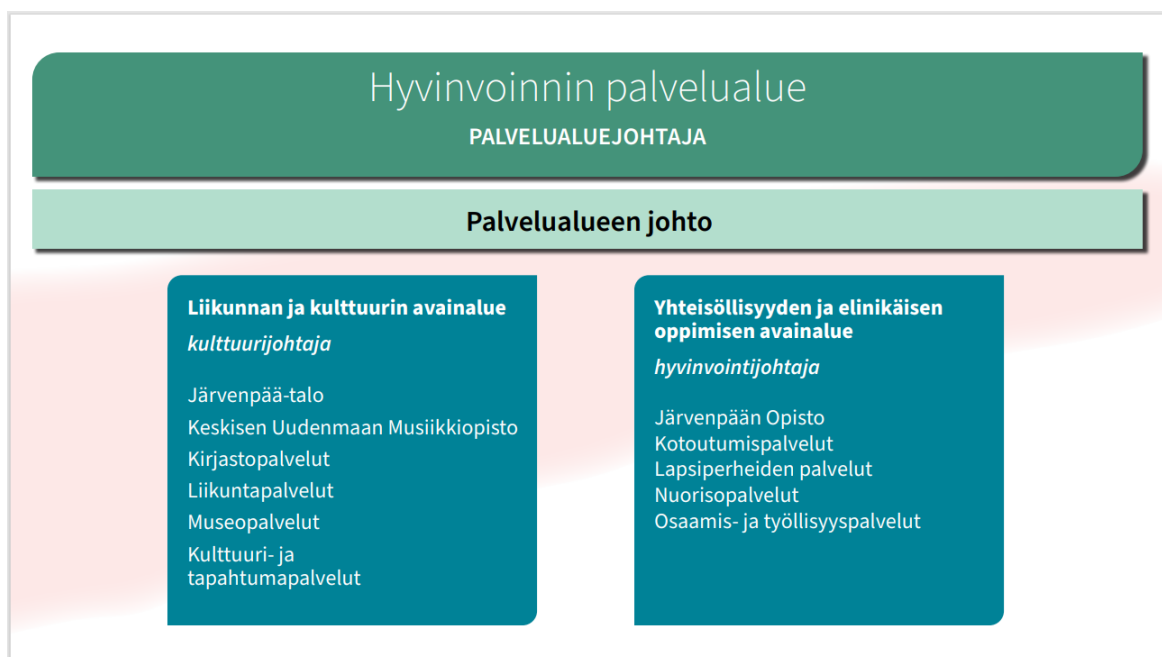 Hyvinvoinnin palvelualue
PALVELUALUEJOHTAJA
Palvelualueen johto
Liikunnan ja kulttuurin avainalue
kulttuurijohtaja
Järvenpää-talo
Keskisen Uudenmaan Musiikkiopisto
Kirjastopalvelut
Liikuntapalvelut
Museopalvelut
Kulttuuri- ja
tapahtumapalvelut
Yhteisöllisyyden ja elinikäisen
oppimisen avainalue
hyvinvointijohtaja
Järvenpään Opisto
Kotoutumispalvelut
Lapsiperheiden palvelut
Nuorisopalvelut
Osaamis- ja työllisyyspalvelut